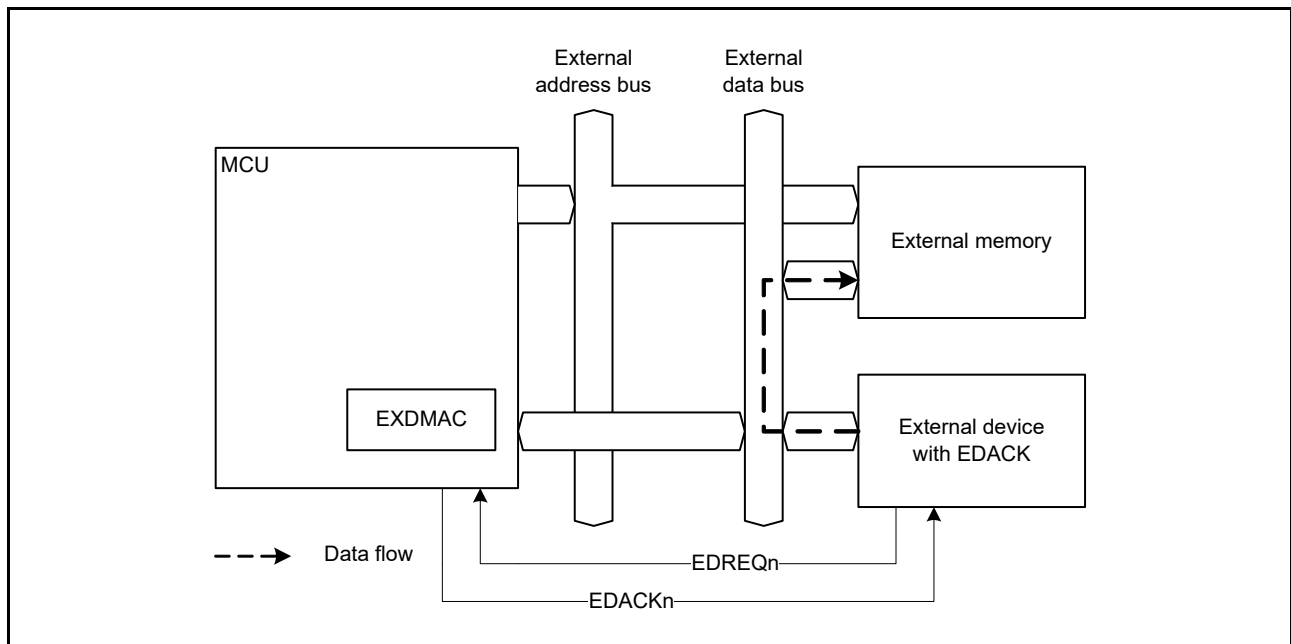 External
address bus
External
data bus
MCU
External memory
EXDMAC
External device
with EDACK
Data flow
EDREQn
EDACKn